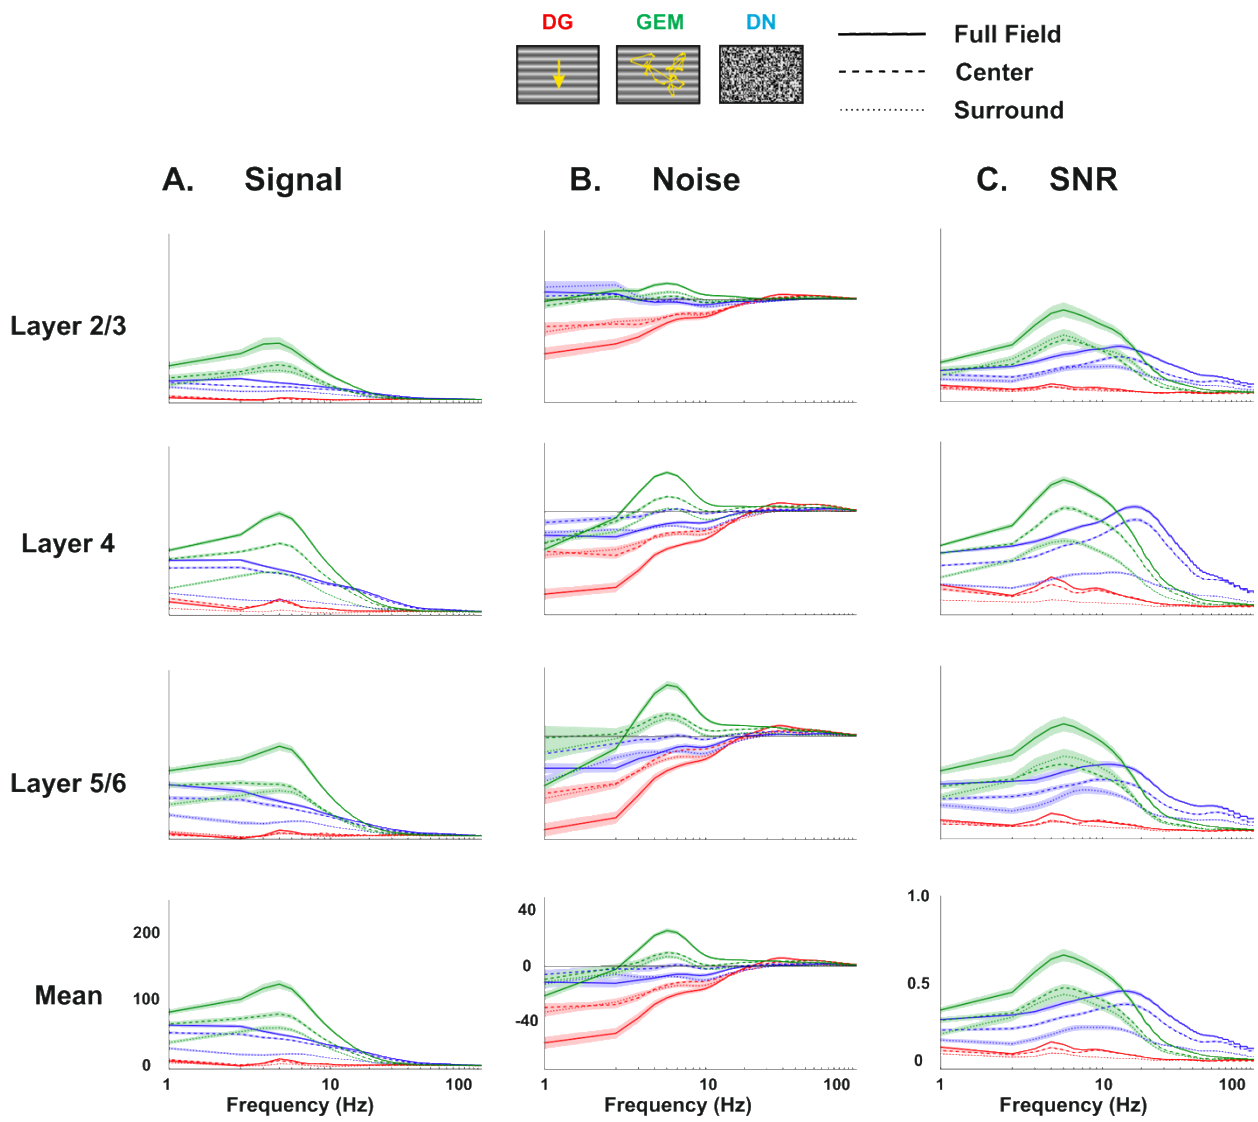 DG GEM DN
Full Field
Center
Surround
A. Signal B. Noise C. SNR
Layer 2/3
Layer 4
Layer 5/6
Mean
200
100
0
40
0
-40
1.0
0.5
0
1 10 100 1 10 100 1 10 100
Frequency (Hz) Frequency (Hz) Frequency (Hz)